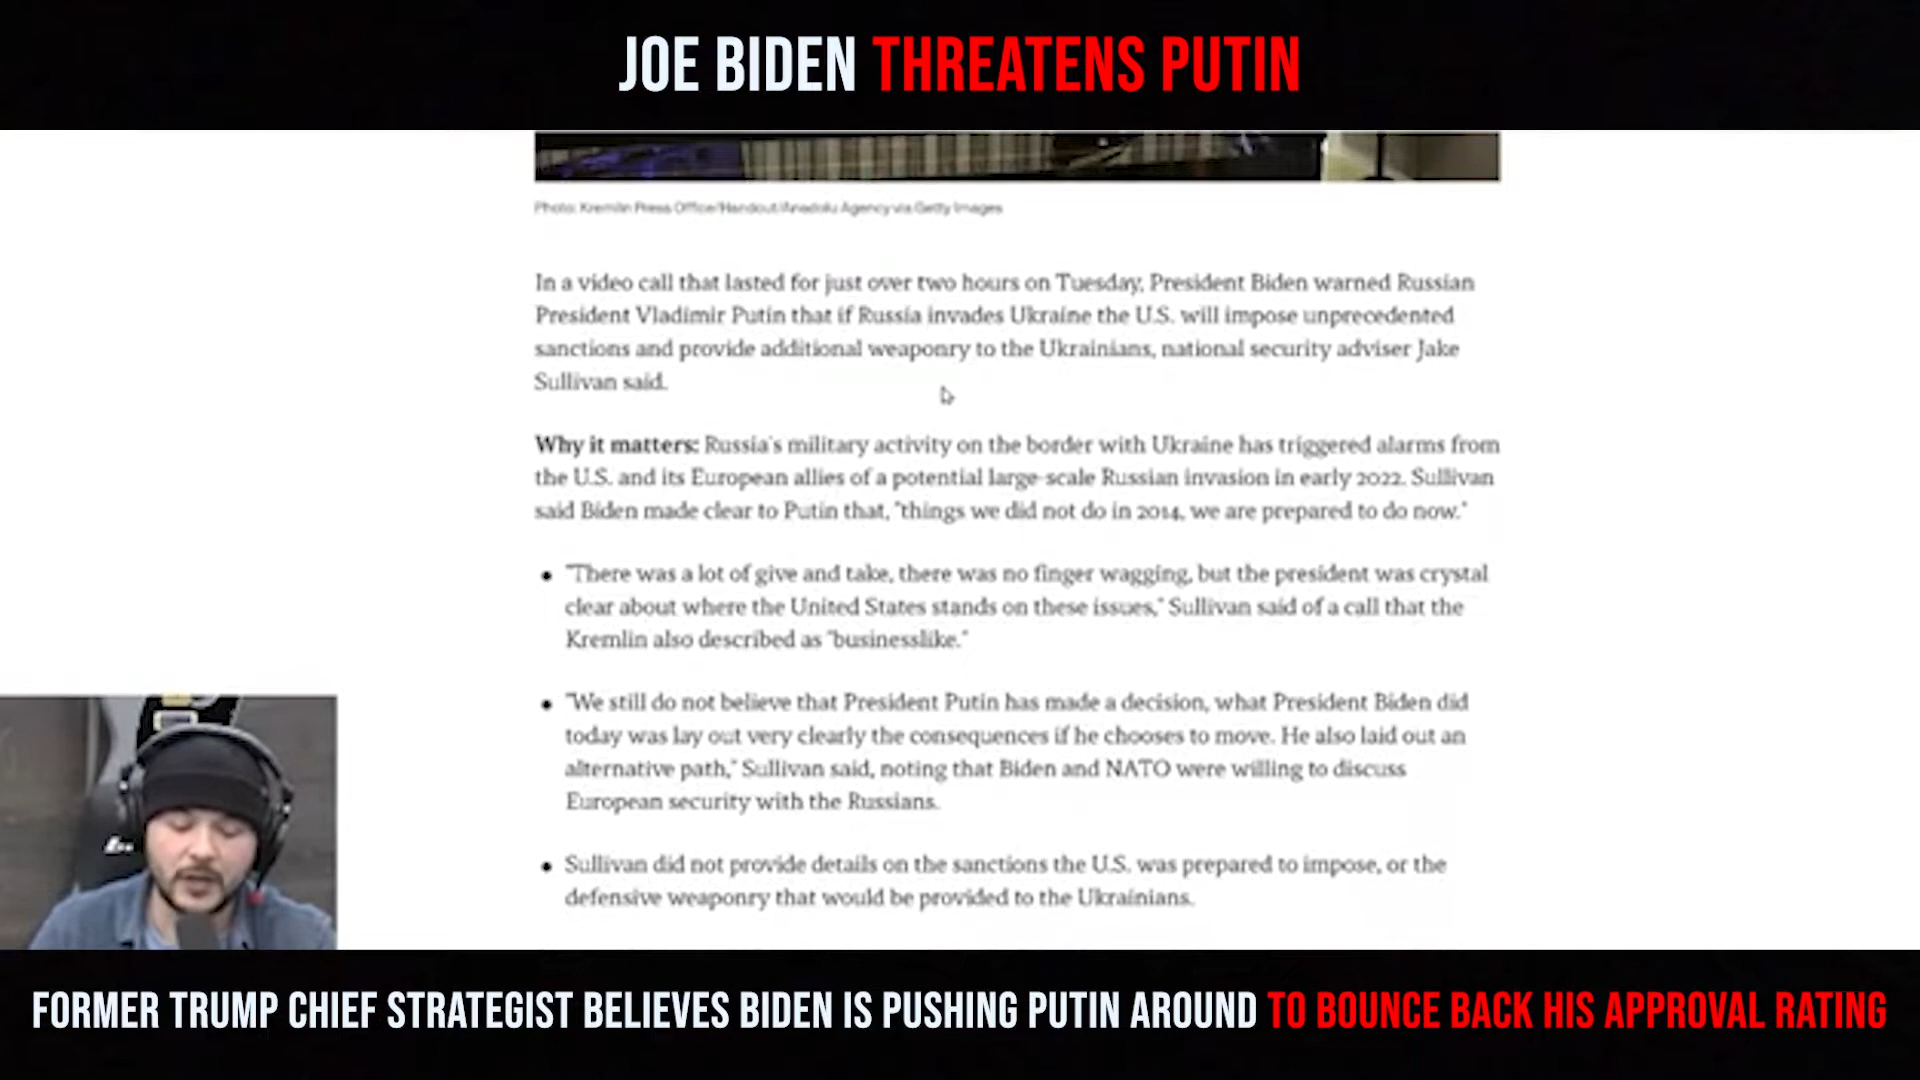 JOE BIDEN THREATENS PUTIN
Photo: Kremlin Press Office/Handout/Anadolu Agency via Getty Images
In a video call that lasted for just over two hours on Tuesday, President Biden warned Russian
President Vladimir Putin that if Russia invades Ukraine the U.S. will impose unprecedented
sanctions and provide additional weaponry to the Ukrainians, national security adviser Jake
Sullivan said.
Why it matters: Russia's military activity on the border with Ukraine has triggered alarms from
the U.S. and its European allies of a potential large-scale Russian invasion in early 2022. Sullivan
said Biden made clear to Putin that, "things we did not do in 2014, we are prepared to do now."
• "There was a lot of give and take, there was no finger wagging, but the president was crystal
clear about where the United States stands on these issues," Sullivan said of a call that the
Kremlin also described as "businesslike."
• "We still do not believe that President Putin has made a decision, what President Biden did
today was lay out very clearly the consequences if he chooses to move. He also laid out an
alternative path," Sullivan said, noting that Biden and NATO were willing to discuss
European security with the Russians.
• Sullivan did not provide details on the sanctions the U.S. was prepared to impose, or the
defensive weaponry that would be provided to the Ukrainians.
FORMER TRUMP CHIEF STRATEGIST BELIEVES BIDEN IS PUSHING PUTIN AROUND TO BOUNCE BACK HIS APPROVAL RATING